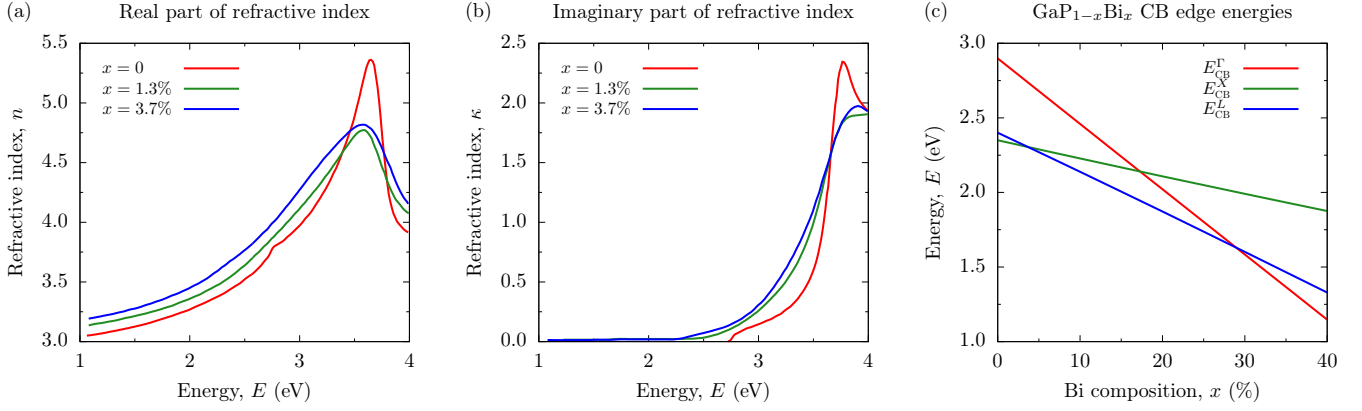 (a) Real part of refractive index
5.5
5.0
4.5
4.0
3.5
3.0
Refractive index, n
x = 0
x = 1.3%
x = 3.7%
1 2 3 4
Energy, E (eV)
(b) Imaginary part of refractive index
2.5
2.0
1.5
1.0
0.5
0.0
Refractive index, κ
x = 0
x = 1.3%
x = 3.7%
1 2 3 4
Energy, E (eV)
(c) GaP₁₋ₓBiₓ CB edge energies
3.0
2.5
2.0
1.5
1.0
Energy, E (eV)
E^Γ_CB
E^X_CB
E^L_CB
0 10 20 30 40
Bi composition, x (%)